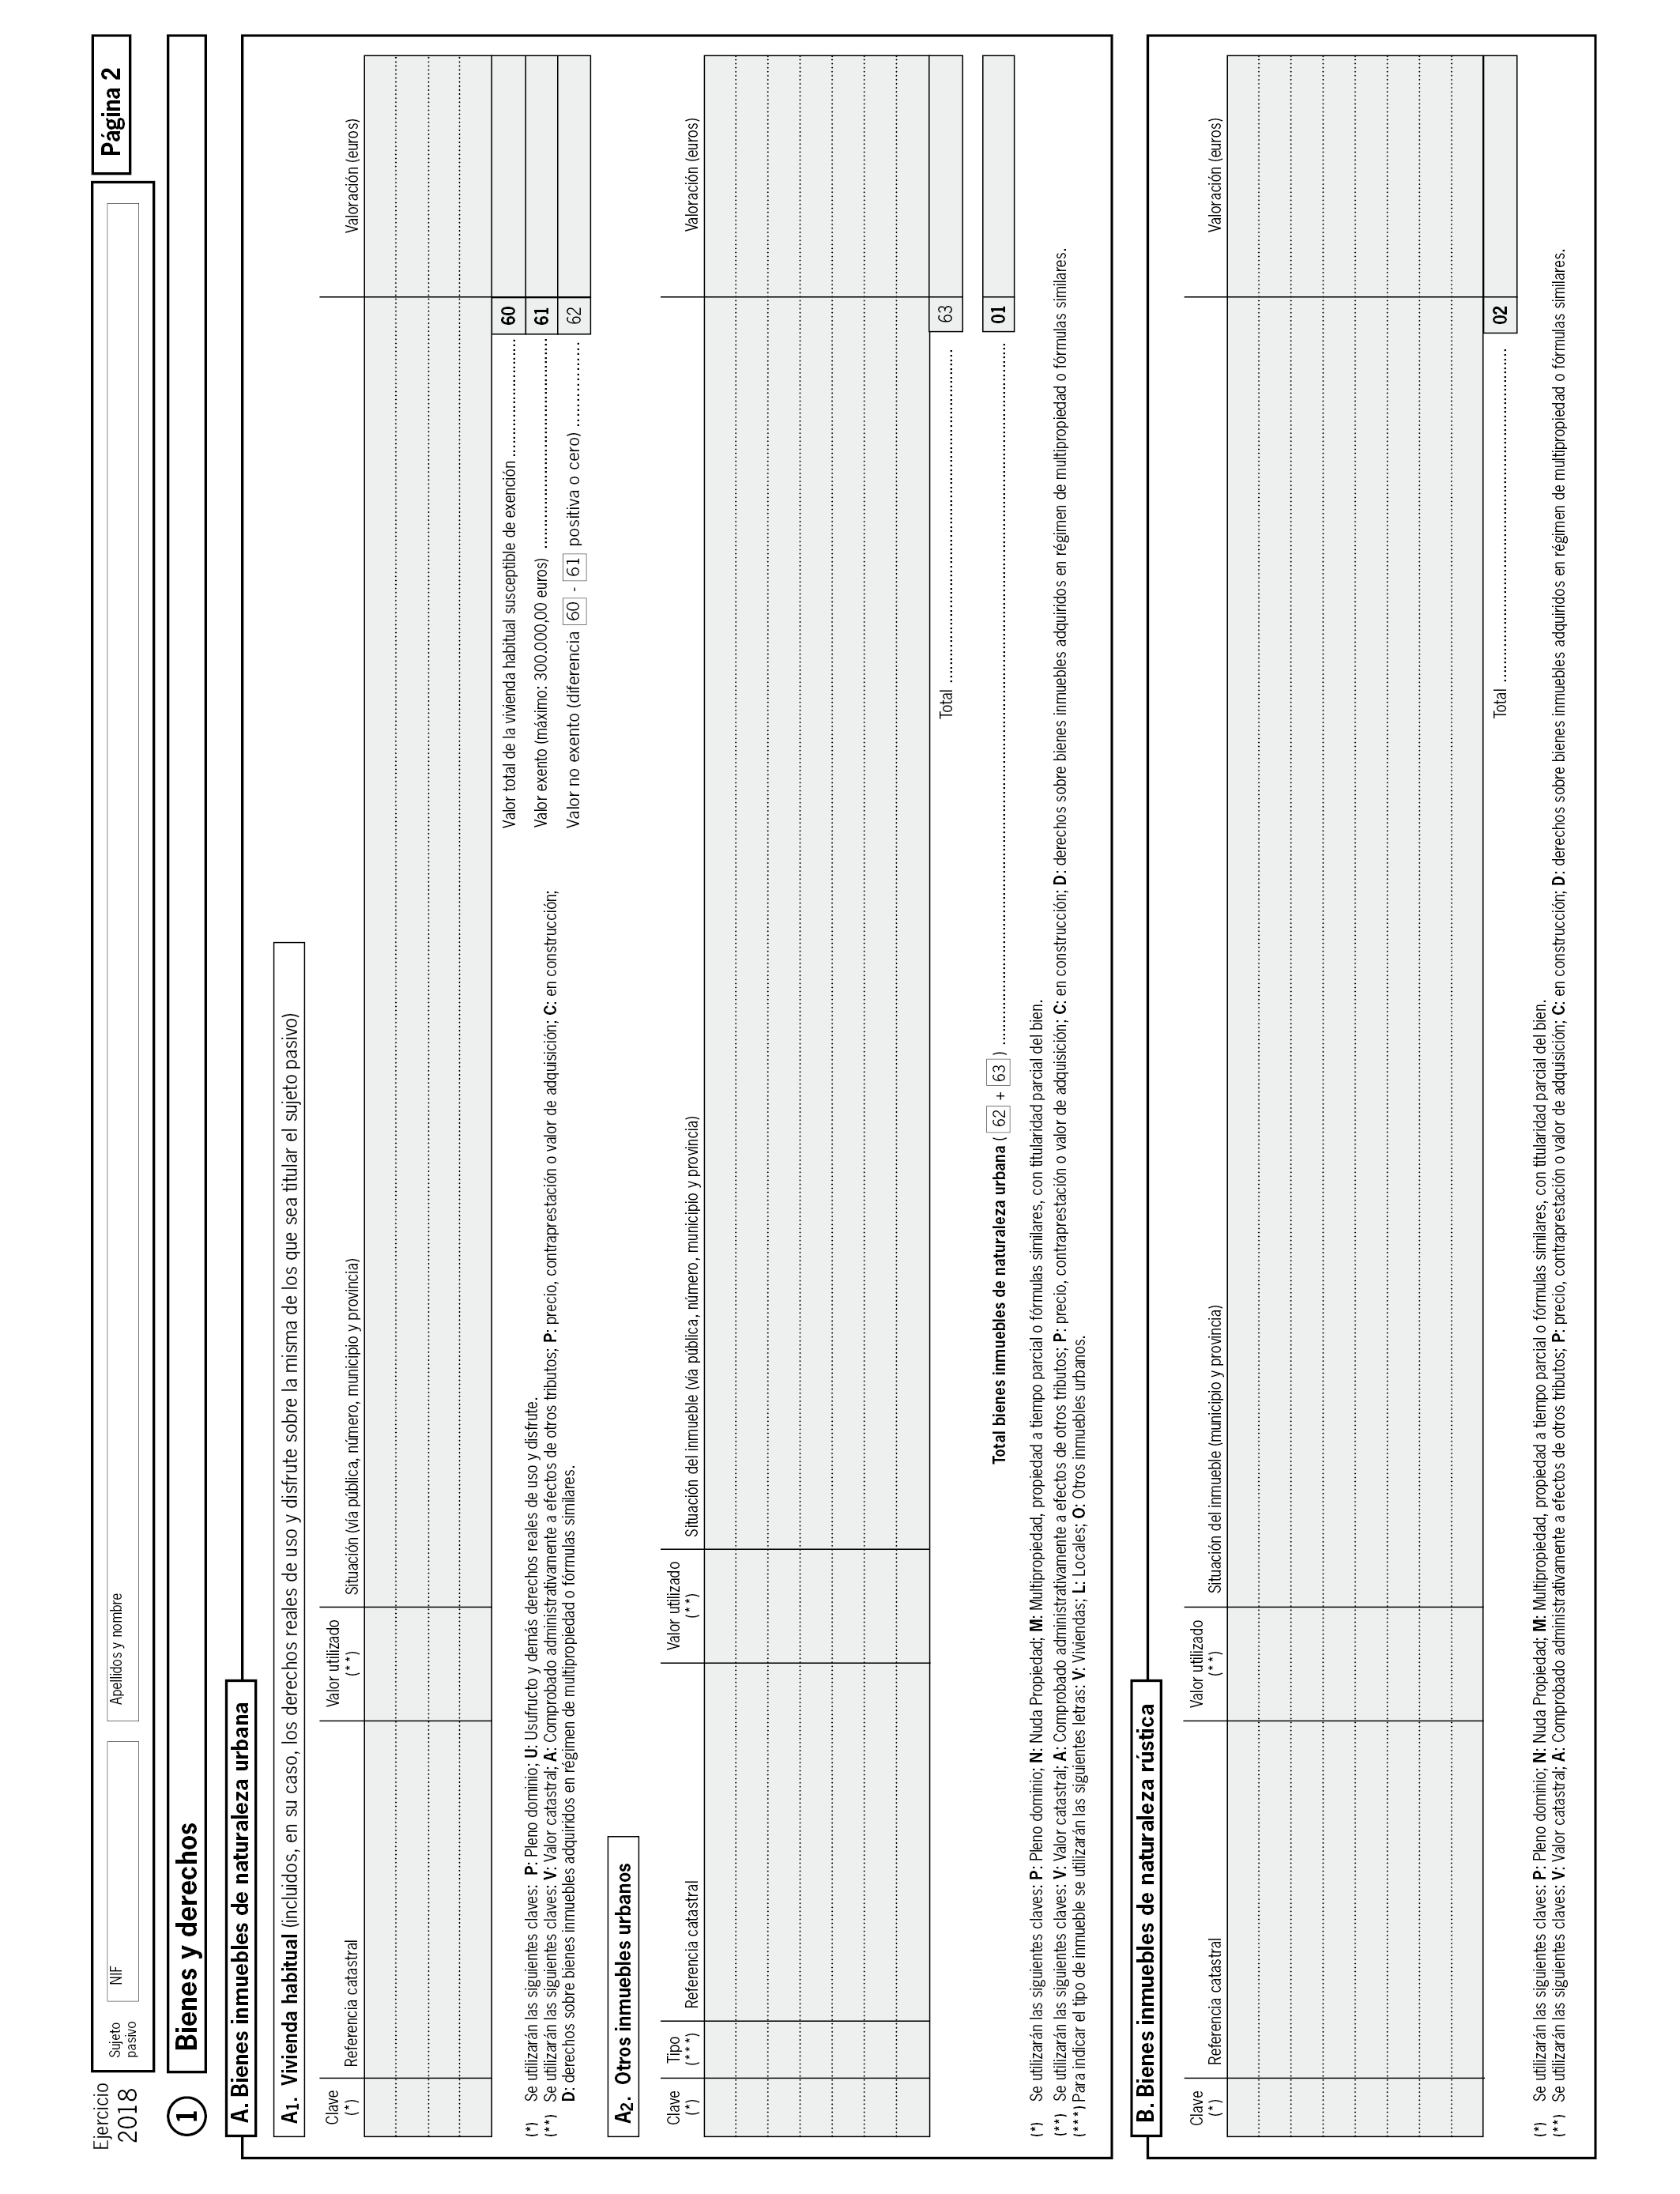 Ejercicio
2018
Sujeto
pasivo
NIF
Apellidos y nombre
Página 2
1 Bienes y derechos
A. Bienes inmuebles de naturaleza urbana
A1. Vivienda habitual (incluidos, en su caso, los derechos reales de uso y disfrute sobre la misma de los que sea titular el sujeto pasivo)
Clave
(*)
Referencia catastral
Valor utilizado
(**)
Situación (vía pública, número, municipio y provincia)
Valoración (euros)
Valor total de la vivienda habitual susceptible de exención .......................... 60
Valor exento (máximo: 300.000,00 euros) .......................... 61
Valor no exento (diferencia 60 - 61 positiva o cero) .................. 62
(*) Se utilizarán las siguientes claves: P: Pleno dominio; U: Usufructo y demás derechos reales de uso y disfrute.
(**) Se utilizarán las siguientes claves: V: Valor catastral; A: Comprobado administrativamente a efectos de otros tributos; P: precio, contraprestación o valor de adquisición; C: en construcción;
D: derechos sobre bienes inmuebles adquiridos en régimen de multipropiedad o fórmulas similares.
A2. Otros inmuebles urbanos
Clave
(*)
Tipo
(***)
Referencia catastral
Valor utilizado
(**)
Situación del inmueble (vía pública, número, municipio y provincia)
Valoración (euros)
Total .......................... 63
Total bienes inmuebles de naturaleza urbana ( 62 + 63 ) .......................... 01
(*) Se utilizarán las siguientes claves: P: Pleno dominio; N: Nuda Propiedad; M: Multipropiedad, propiedad a tiempo parcial o fórmulas similares, con titularidad parcial del bien.
(**) Se utilizarán las siguientes claves: V: Valor catastral; A: Comprobado administrativamente a efectos de otros tributos; P: precio, contraprestación o valor de adquisición; C: en construcción; D: derechos sobre bienes inmuebles adquiridos en régimen de multipropiedad o fórmulas similares.
(***) Para indicar el tipo de inmueble se utilizarán las siguientes letras: V: Viviendas; L: Locales; O: Otros inmuebles urbanos.
B. Bienes inmuebles de naturaleza rústica
Clave
(*)
Referencia catastral
Valor utilizado
(**)
Situación del inmueble (municipio y provincia)
Valoración (euros)
Total .......................... 02
(*) Se utilizarán las siguientes claves: P: Pleno dominio; N: Nuda Propiedad; M: Multipropiedad, propiedad a tiempo parcial o fórmulas similares, con titularidad parcial del bien.
(**) Se utilizarán las siguientes claves: V: Valor catastral; A: Comprobado administrativamente a efectos de otros tributos; P: precio, contraprestación o valor de adquisición; C: en construcción; D: derechos sobre bienes inmuebles adquiridos en régimen de multipropiedad o fórmulas similares.